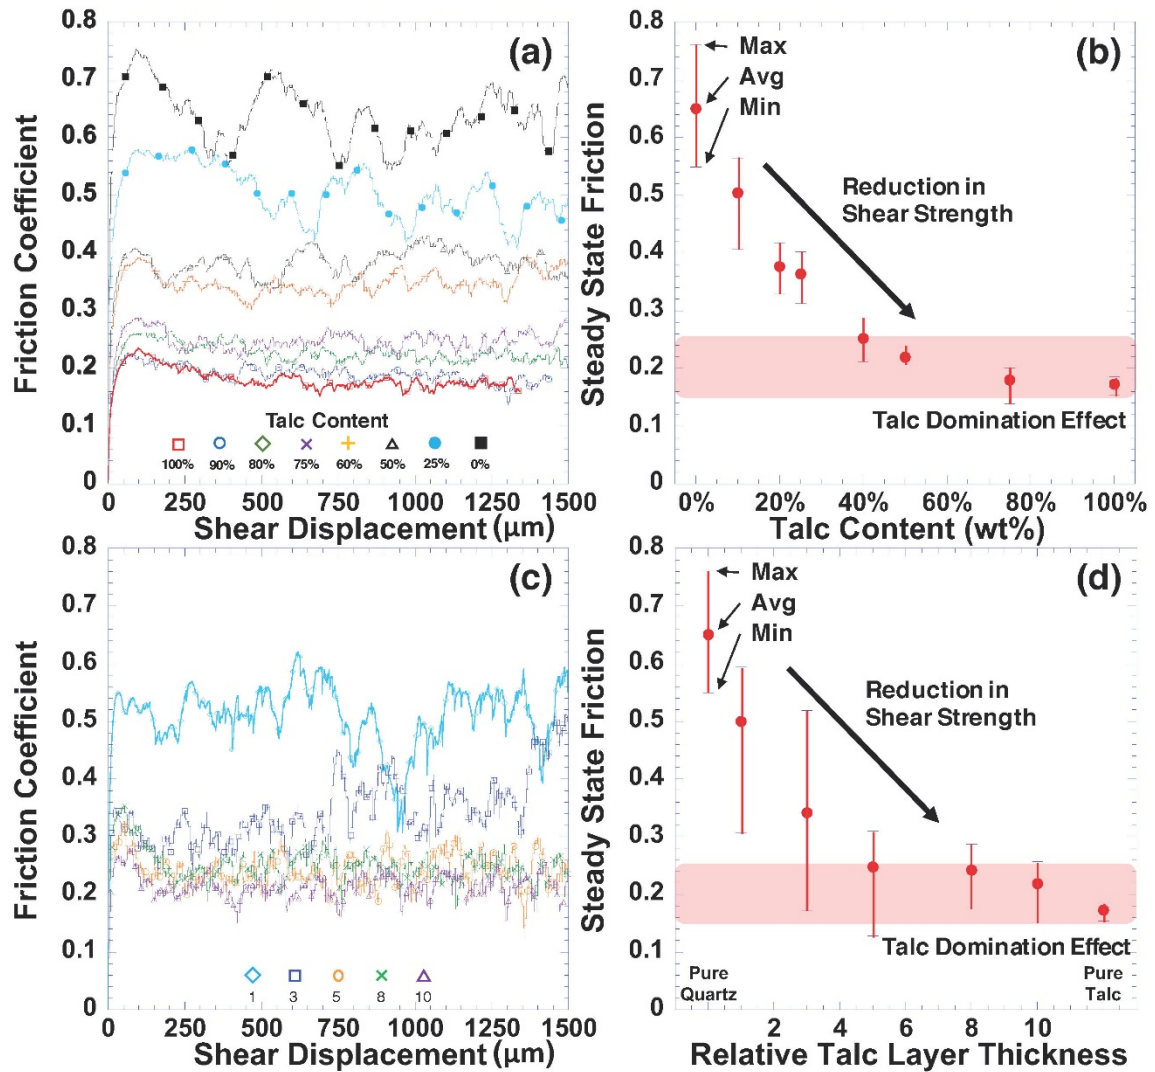 (a)
Friction Coefficient
0.8
0.7
0.6
0.5
0.4
0.3
0.2
0.1
0
Talc Content
100% 90% 80% 75% 60% 50% 25% 0%
0 250 500 750 1000 1250 1500
Shear Displacement (μm)
(b)
Steady State Friction
0.8
0.7
0.6
0.5
0.4
0.3
0.2
0.1
0
Max
Avg
Min
Reduction in
Shear Strength
Talc Domination Effect
0% 20% 40% 60% 80% 100%
Talc Content (wt%)
(c)
Friction Coefficient
0.8
0.7
0.6
0.5
0.4
0.3
0.2
0.1
0
1 3 5 8 10
0 250 500 750 1000 1250 1500
Shear Displacement (μm)
(d)
Steady State Friction
0.8
0.7
0.6
0.5
0.4
0.3
0.2
0.1
0
Max
Avg
Min
Reduction in
Shear Strength
Talc Domination Effect
Pure
Quartz
Pure
Talc
2 4 6 8 10
Relative Talc Layer Thickness